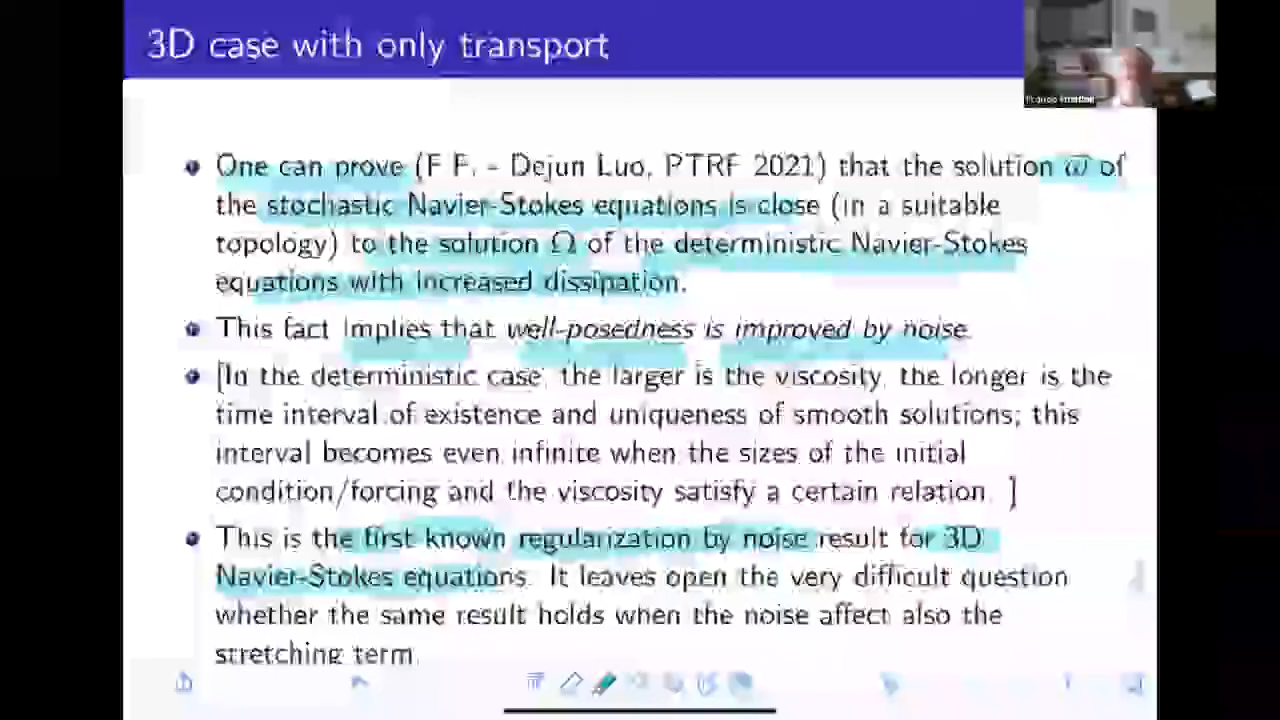 3D case with only transport
One can prove (F F. - Dejun Luo, PTRF 2021) that the solution ω of
the stochastic Navier-Stokes equations is close (in a suitable
topology) to the solution Ω of the deterministic Navier-Stokes
equations with increased dissipation.
This fact implies that well-posedness is improved by noise.
[In the deterministic case, the larger is the viscosity, the longer is the
time interval of existence and uniqueness of smooth solutions; this
interval becomes even infinite when the sizes of the initial
condition/forcing and the viscosity satisfy a certain relation. ]
This is the first known regularization by noise result for 3D
Navier-Stokes equations. It leaves open the very difficult question
whether the same result holds when the noise affect also the
stretching term.